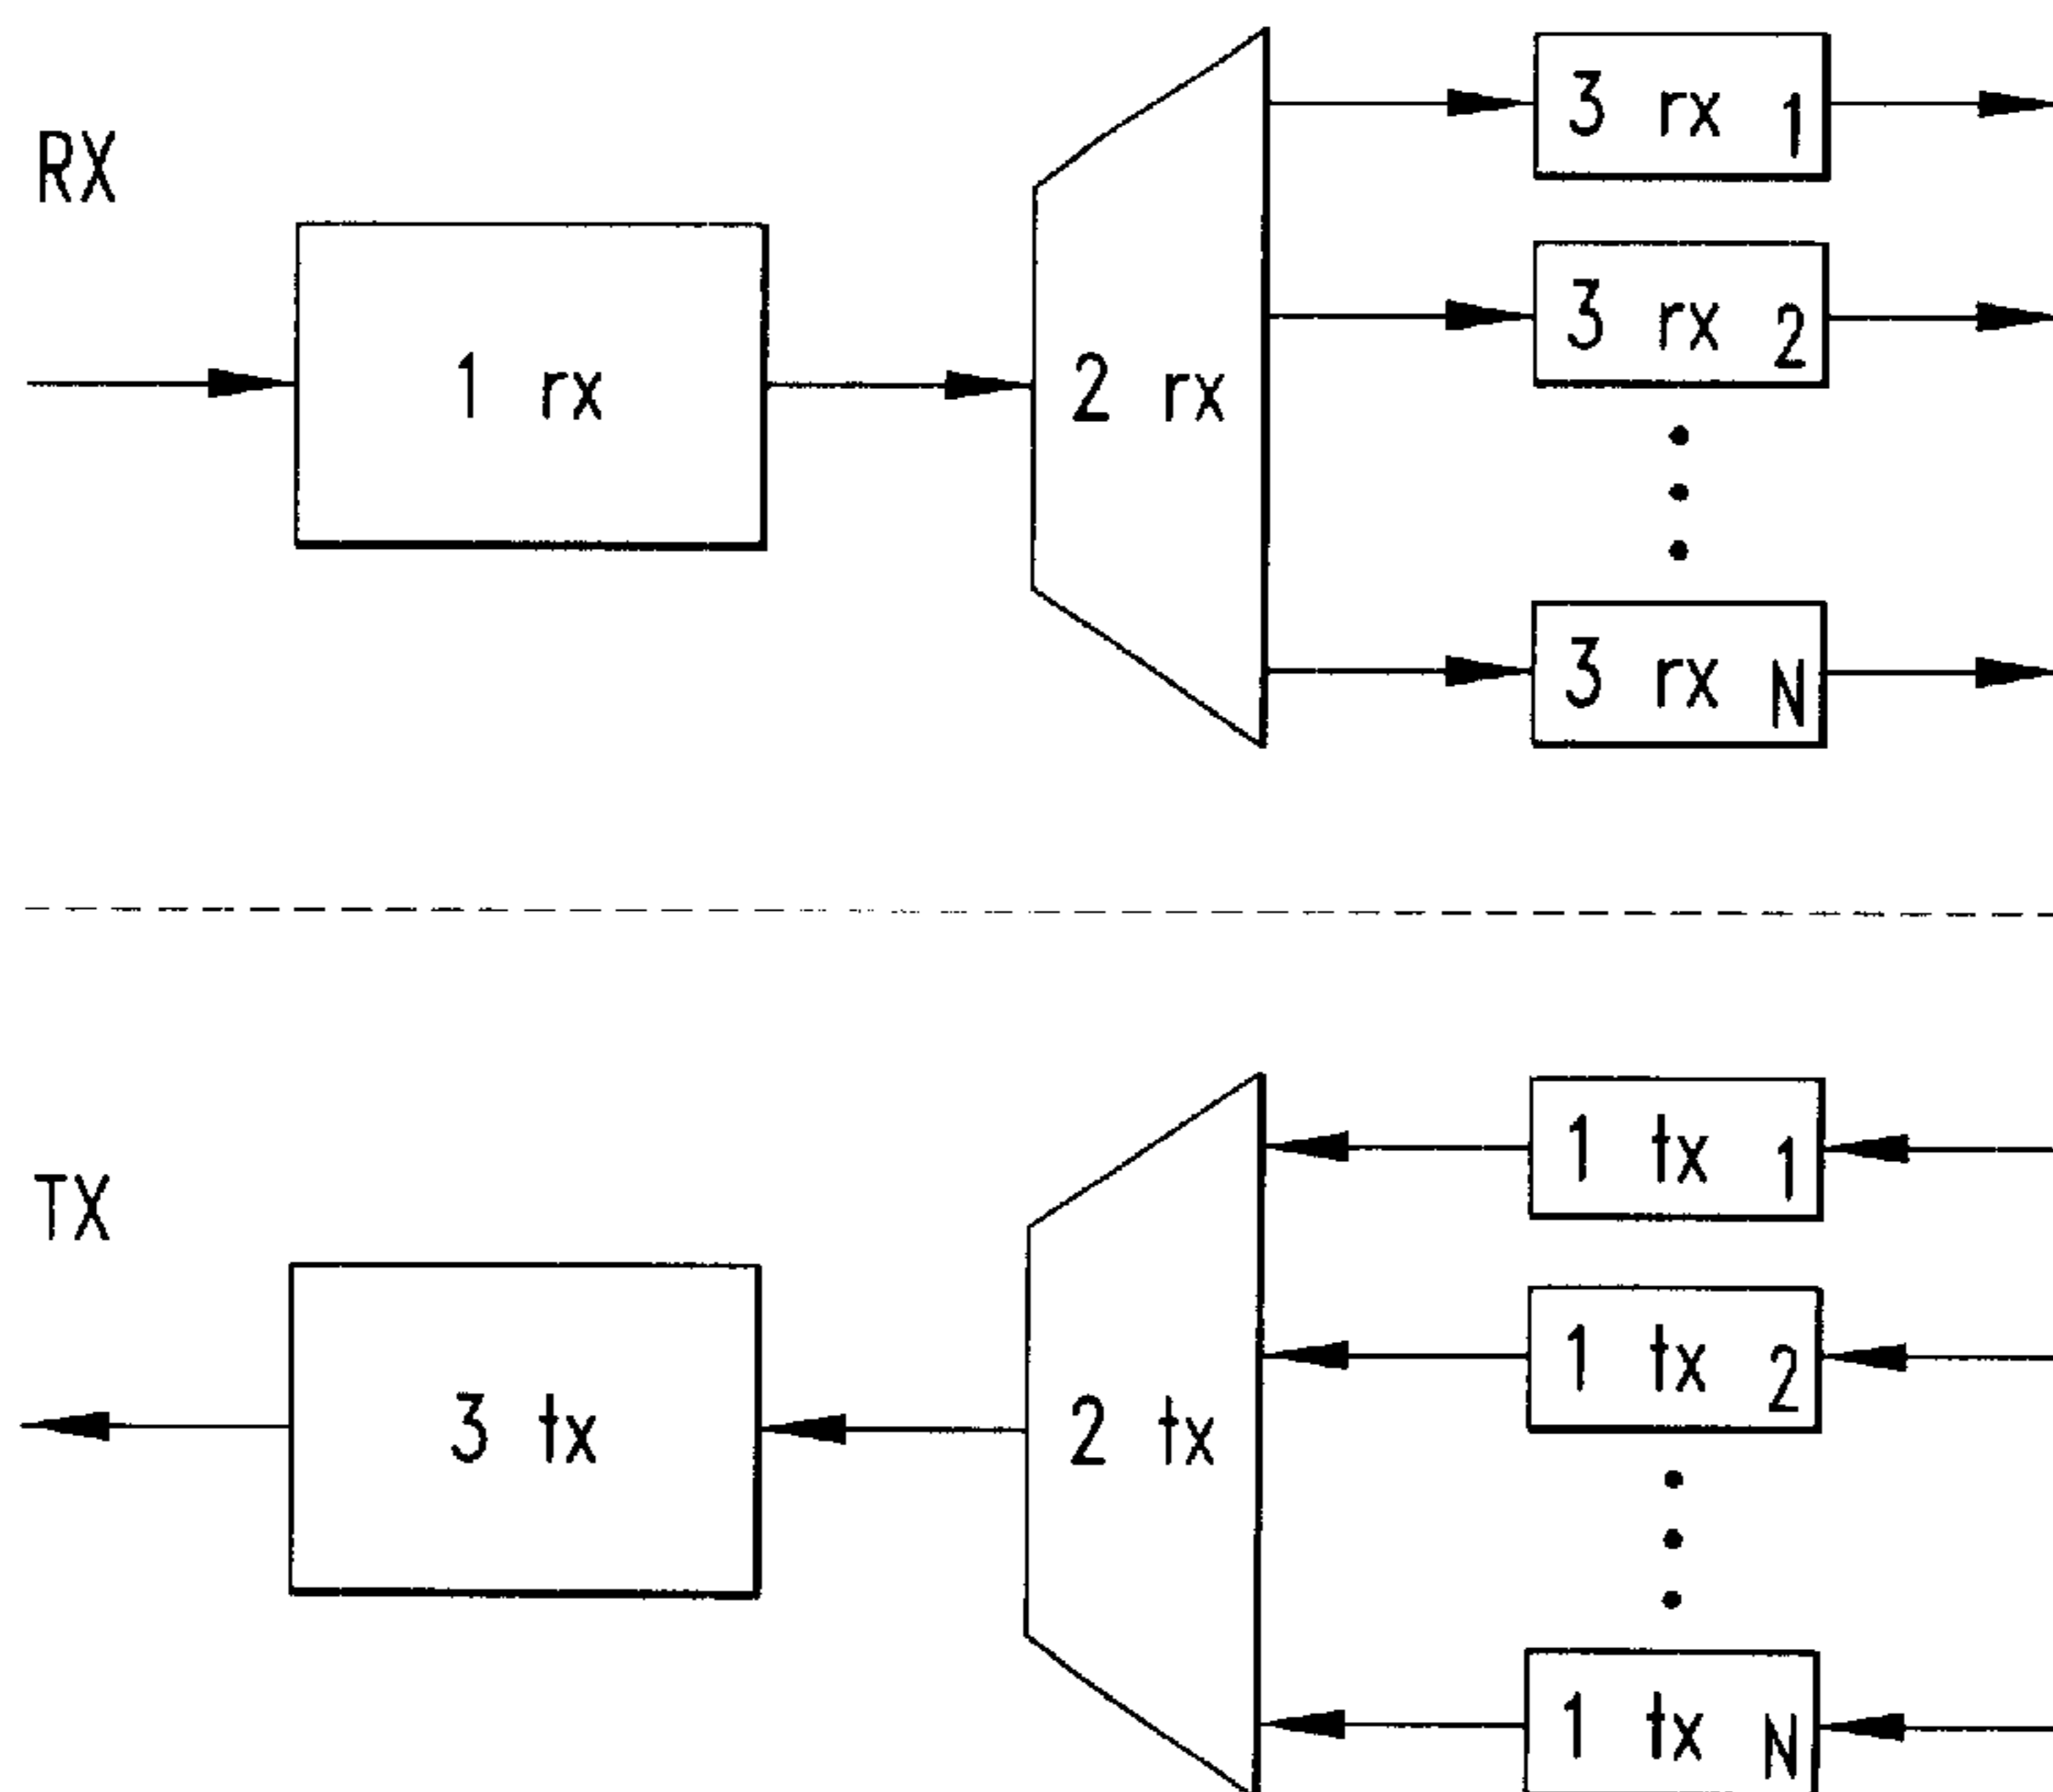 RX
1 rx
2 rx
3 rx 1
3 rx 2
3 rx N
TX
3 tx
2 tx
1 tx 1
1 tx 2
1 tx N